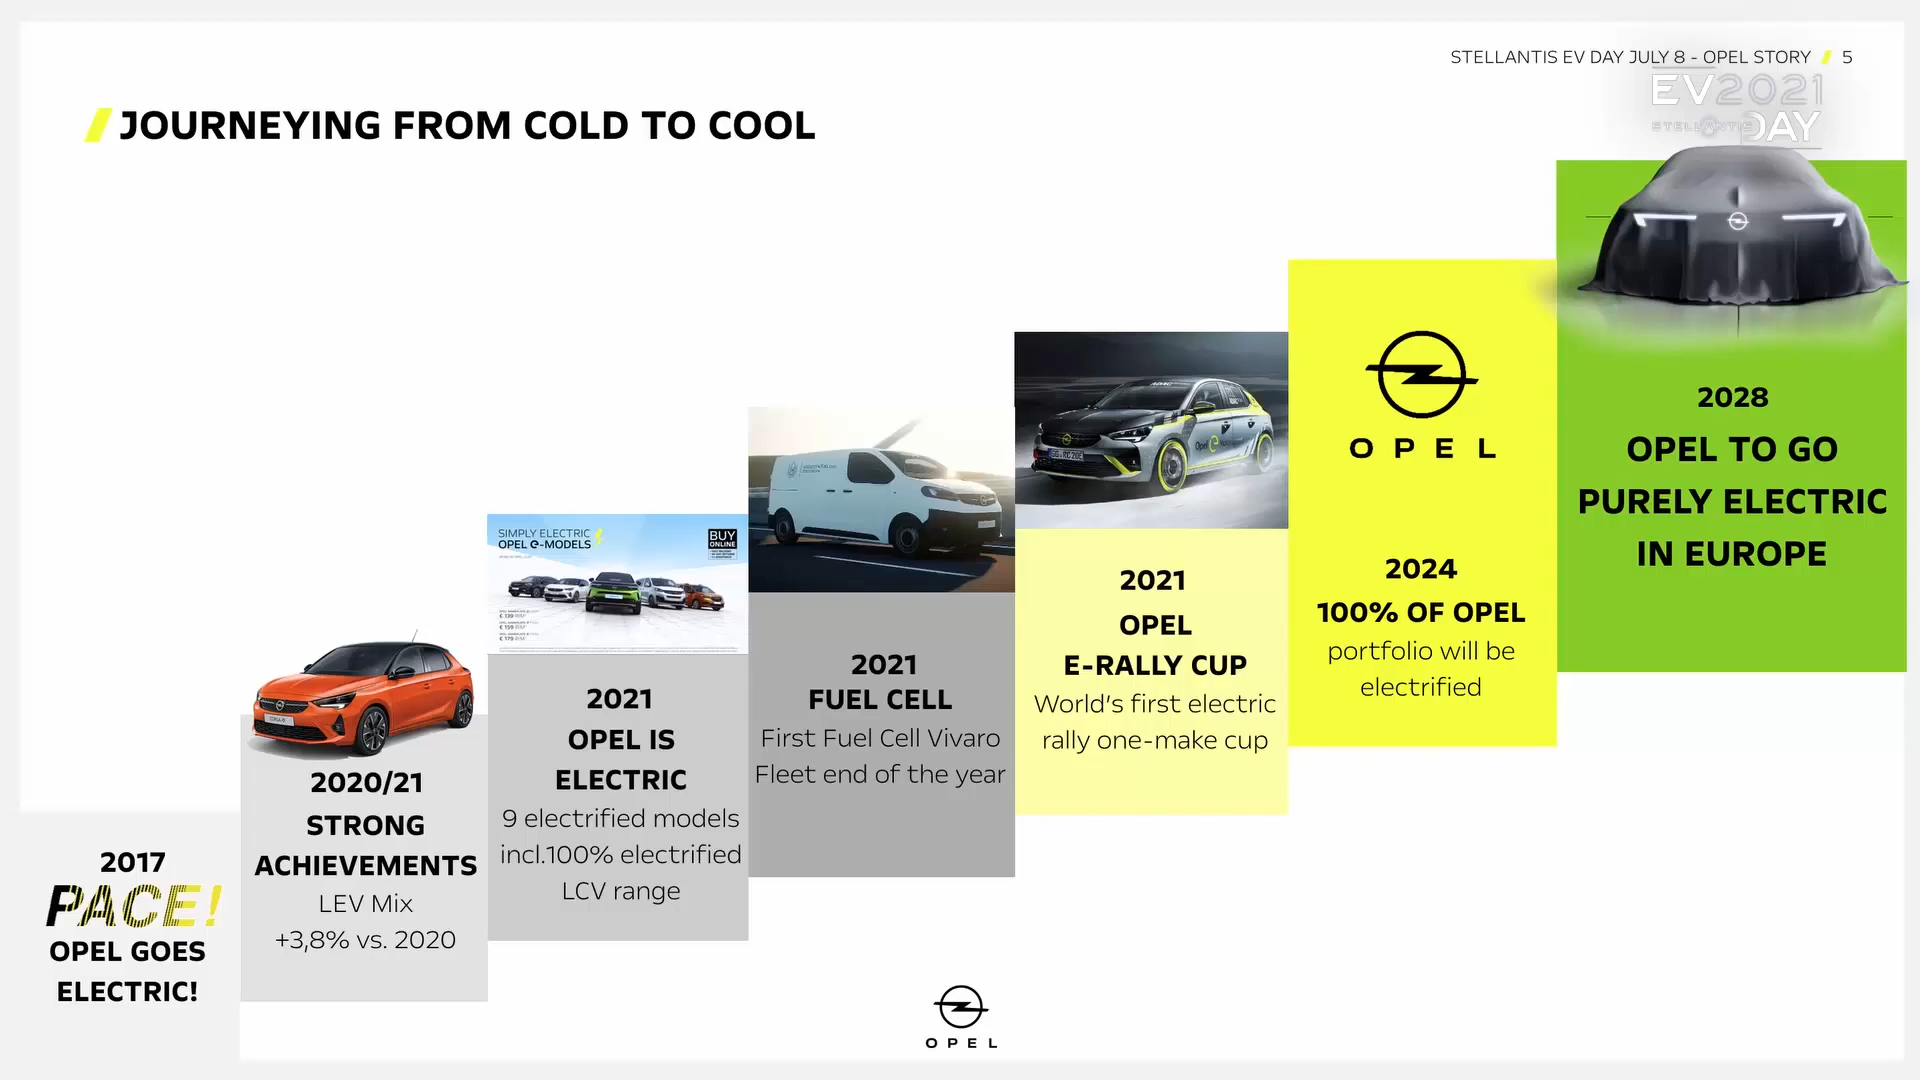 STELLANTIS EV DAY JULY 8 - OPEL STORY 5
EV2021
STELLANTIS DAY
JOURNEYING FROM COLD TO COOL
2017
PACE!
OPEL GOES
ELECTRIC!
2020/21
STRONG
ACHIEVEMENTS
LEV Mix
+3,8% vs. 2020
SIMPLY ELECTRIC
OPEL e-MODELS
BUY
ONLINE
2021
OPEL IS
ELECTRIC
9 electrified models
incl.100% electrified
LCV range
2021
FUEL CELL
First Fuel Cell Vivaro
Fleet end of the year
2021
OPEL
E-RALLY CUP
World's first electric
rally one-make cup
OPEL
2024
100% OF OPEL
portfolio will be
electrified
2028
OPEL TO GO
PURELY ELECTRIC
IN EUROPE
OPEL